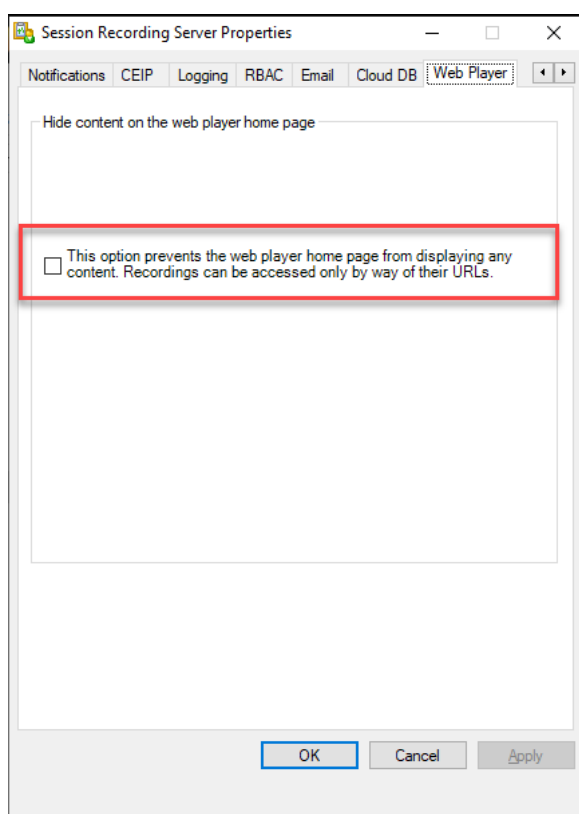 Session Recording Server Properties
Notifications CEIP Logging RBAC Email Cloud DB Web Player
Hide content on the web player home page
This option prevents the web player home page from displaying any
content. Recordings can be accessed only by way of their URLs.
OK Cancel Apply